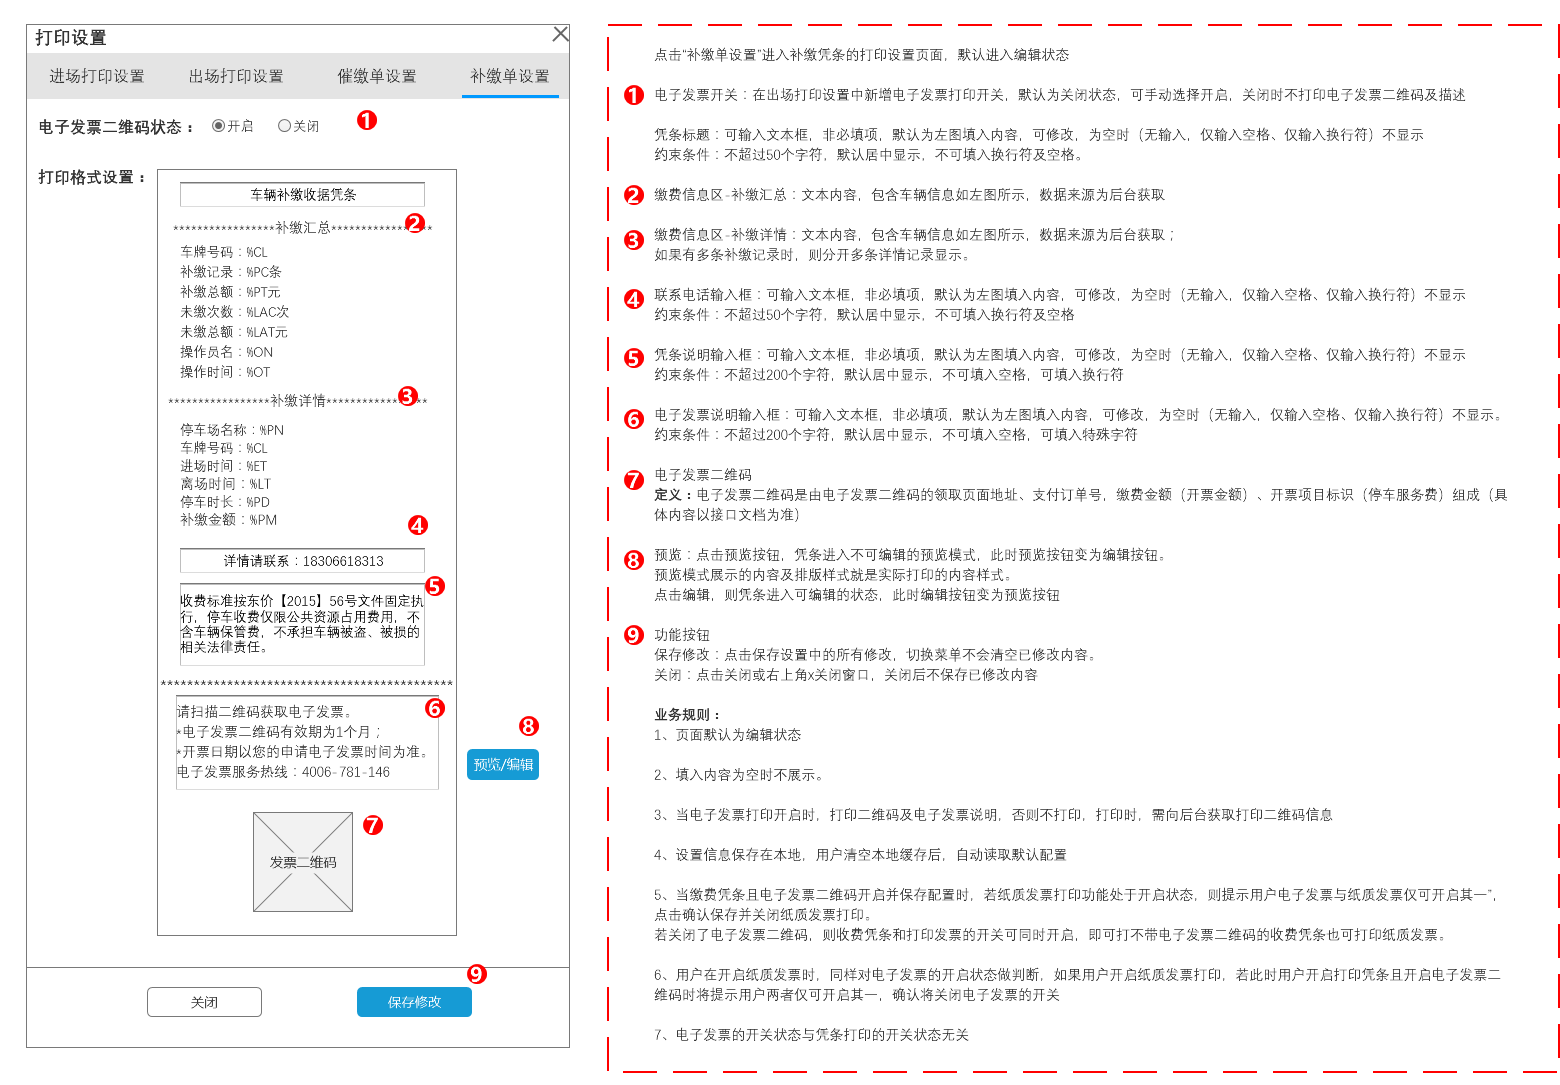 打印设置
进场打印设置
出场打印设置
催缴单设置
补缴单设置
电子发票二维码状态：
开启
关闭
1
打印格式设置：
车辆补缴收据凭条
2
*****************补缴汇总*****************
车牌号码：%CL
补缴记录：%PC条
补缴总额：%PT元
未缴次数：%LAC次
未缴总额：%LAT元
操作员名：%ON
操作时间：%OT
3
*****************补缴详情*****************
停车场名称：%PN
车牌号码：%CL
进场时间：%ET
离场时间：%LT
停车时长：%PD
补缴金额：%PM
4
详情请联系：18306618313
5
收费标准按东价【2015】56号文件固定执
行，停车收费仅限公共资源占用费用，不
含车辆保管费，不承担车辆被盗、被损的
相关法律责任。
*******************************************
6
请扫描二维码获取电子发票。
*电子发票二维码有效期为1个月；
*开票日期以您的申请电子发票时间为准。
电子发票服务热线：4006-781-146
8
预览/编辑
7
发票二维码
9
关闭
保存修改
点击“补缴单设置”进入补缴凭条的打印设置页面，默认进入编辑状态
1 电子发票开关：在出场打印设置中新增电子发票打印开关，默认为关闭状态，可手动选择开启，关闭时不打印电子发票二维码及描述
凭条标题：可输入文本框，非必填项，默认为左图填入内容，可修改，为空时（无输入，仅输入空格、仅输入换行符）不显示
约束条件：不超过50个字符，默认居中显示，不可填入换行符及空格。
2 缴费信息区-补缴汇总：文本内容，包含车辆信息如左图所示，数据来源为后台获取
3 缴费信息区-补缴详情：文本内容，包含车辆信息如左图所示，数据来源为后台获取；
如果有多条补缴记录时，则分开多条详情记录显示。
4 联系电话输入框：可输入文本框，非必填项，默认为左图填入内容，可修改，为空时（无输入，仅输入空格、仅输入换行符）不显示
约束条件：不超过50个字符，默认居中显示，不可填入换行符及空格
5 凭条说明输入框：可输入文本框，非必填项，默认为左图填入内容，可修改，为空时（无输入，仅输入空格、仅输入换行符）不显示
约束条件：不超过200个字符，默认居中显示，不可填入空格，可填入换行符
6 电子发票说明输入框：可输入文本框，非必填项，默认为左图填入内容，可修改，为空时（无输入，仅输入空格、仅输入换行符）不显示。
约束条件：不超过200个字符，默认居中显示，不可填入空格，可填入特殊字符
7 电子发票二维码
定义：电子发票二维码是由电子发票二维码的领取页面地址、支付订单号，缴费金额（开票金额）、开票项目标识（停车服务费）组成（具
体内容以接口文档为准）
8 预览：点击预览按钮，凭条进入不可编辑的预览模式，此时预览按钮变为编辑按钮。
预览模式展示的内容及排版样式就是实际打印的内容样式。
点击编辑，则凭条进入可编辑的状态，此时编辑按钮变为预览按钮
9 功能按钮
保存修改：点击保存设置中的所有修改，切换菜单不会清空已修改内容。
关闭：点击关闭或右上角x关闭窗口，关闭后不保存已修改内容
业务规则：
1、页面默认为编辑状态
2、填入内容为空时不展示。
3、当电子发票打印开启时，打印二维码及电子发票说明，否则不打印，打印时，需向后台获取打印二维码信息
4、设置信息保存在本地，用户清空本地缓存后，自动读取默认配置
5、当缴费凭条且电子发票二维码开启并保存配置时，若纸质发票打印功能处于开启状态，则提示用户电子发票与纸质发票仅可开启其一”，
点击确认保存并关闭纸质发票打印。
若关闭了电子发票二维码，则收费凭条和打印发票的开关可同时开启，即可打不带电子发票二维码的收费凭条也可打印纸质发票。
6、用户在开启纸质发票时，同样对电子发票的开启状态做判断，如果用户开启纸质发票打印，若此时用户开启打印凭条且开启电子发票二
维码时将提示用户两者仅可开启其一，确认将关闭电子发票的开关
7、电子发票的开关状态与凭条打印的开关状态无关